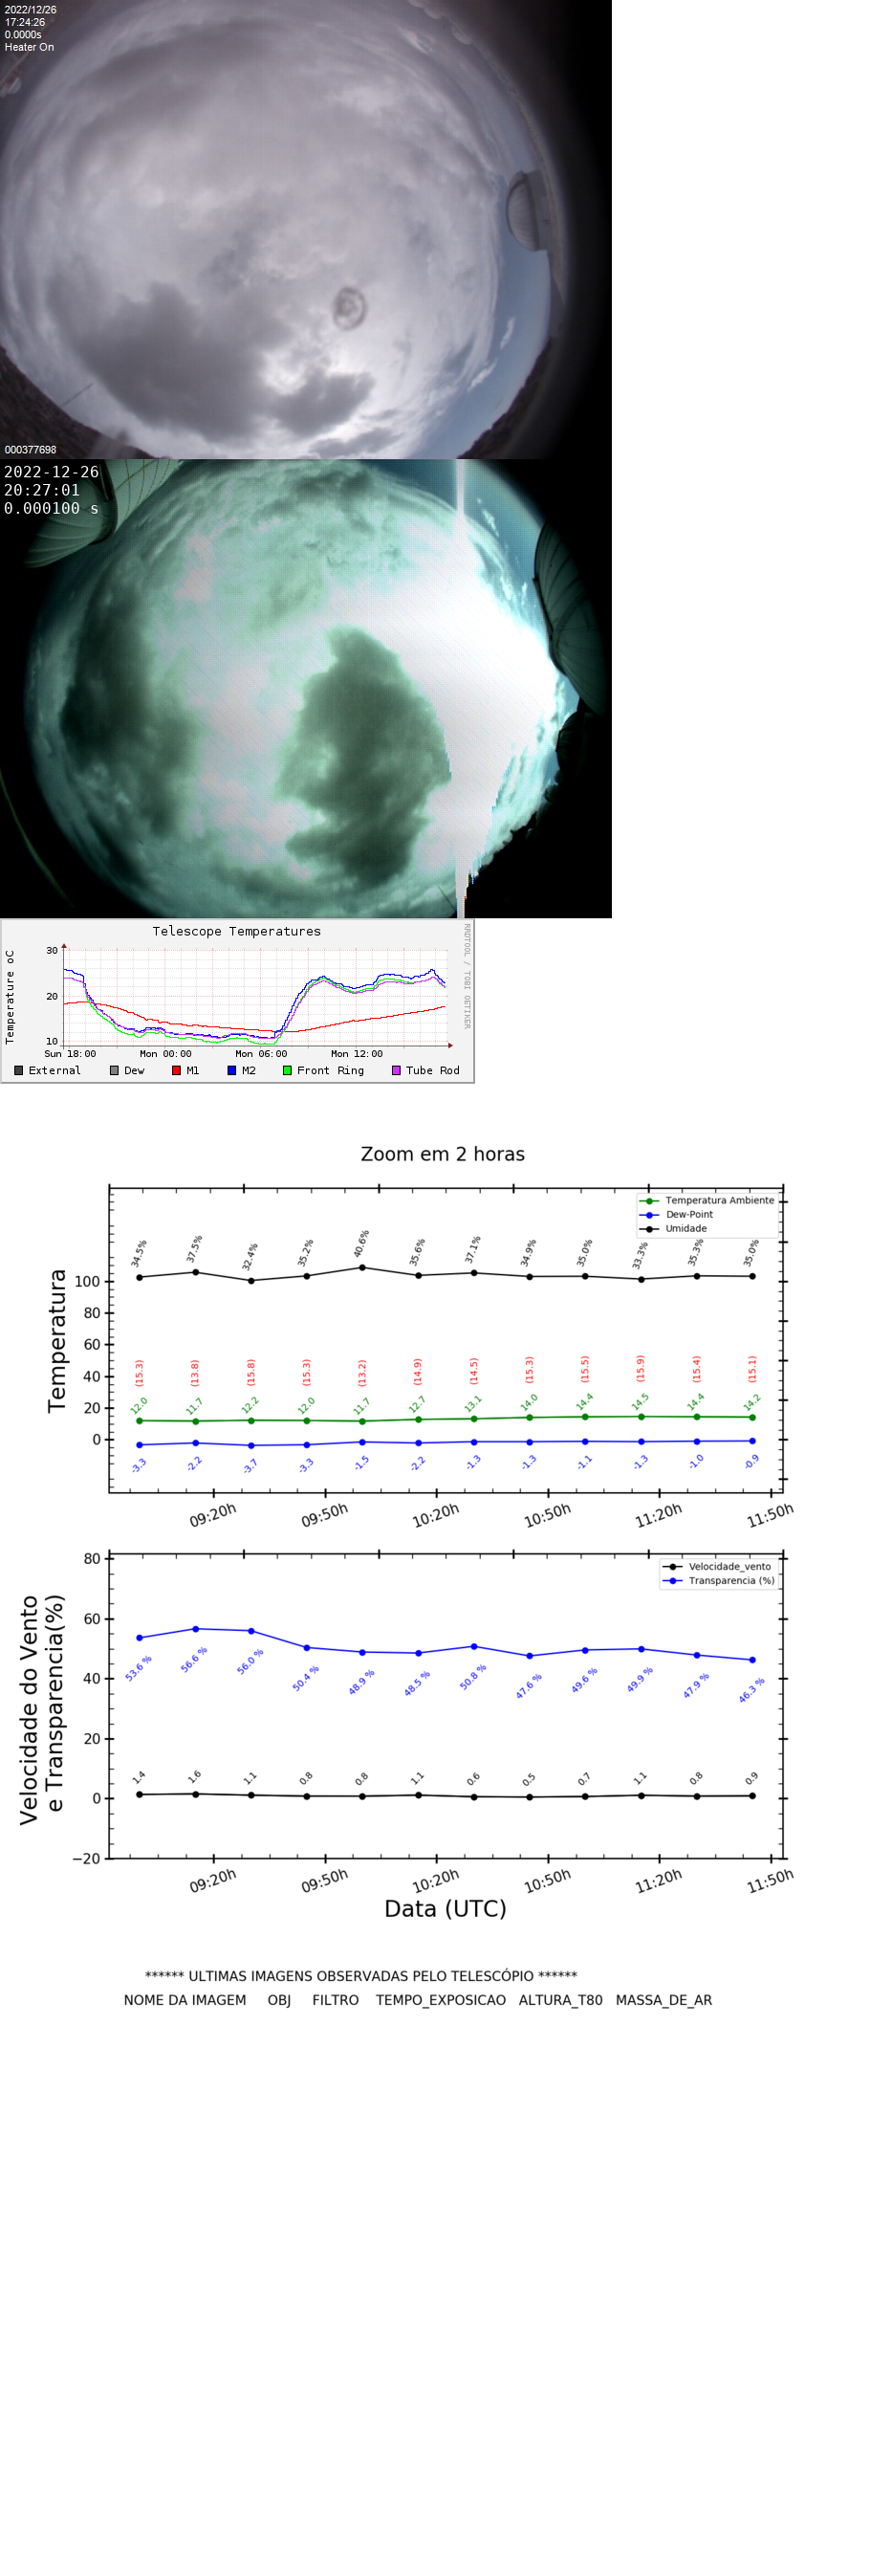 2022/12/26
17:24:26
0.0000s
Heater On
000377698
2022-12-26
20:27:01
0.000100 s
Telescope Temperatures
RRDTOOL / TOBI OETIKER
Temperature oC
30
20
10
Sun 18:00 Mon 00:00 Mon 06:00 Mon 12:00
External Dew M1 M2 Front Ring Tube Rod
Zoom em 2 horas
Temperatura Ambiente
Dew-Point
Umidade
Temperatura
100
80
60
40
20
0
34.5% 37.5% 32.4% 35.2% 40.6% 35.6% 37.1% 34.9% 35.0% 33.3% 35.3% 35.0%
(15.3) (13.8) (15.8) (15.3) (13.2) (14.9) (14.5) (15.3) (15.5) (15.9) (15.4) (15.1)
12.0 11.7 12.2 12.0 11.7 12.7 13.1 14.0 14.4 14.5 14.4 14.2
-3.3 -2.2 -3.7 -3.3 -1.5 -2.2 -1.3 -1.3 -1.1 -1.3 -1.0 -0.9
09:20h 09:50h 10:20h 10:50h 11:20h 11:50h
Velocidade_vento
Transparencia (%)
Velocidade do Vento
e Transparencia(%)
80
60
40
20
0
−20
53.6 % 56.6 % 56.0 % 50.4 % 48.9 % 48.5 % 50.8 % 47.6 % 49.6 % 49.9 % 47.9 % 46.3 %
1.4 1.6 1.1 0.8 0.8 1.1 0.6 0.5 0.7 1.1 0.8 0.9
09:20h 09:50h 10:20h 10:50h 11:20h 11:50h
Data (UTC)
****** ULTIMAS IMAGENS OBSERVADAS PELO TELESCÓPIO ******
NOME DA IMAGEM OBJ FILTRO TEMPO_EXPOSICAO ALTURA_T80 MASSA_DE_AR